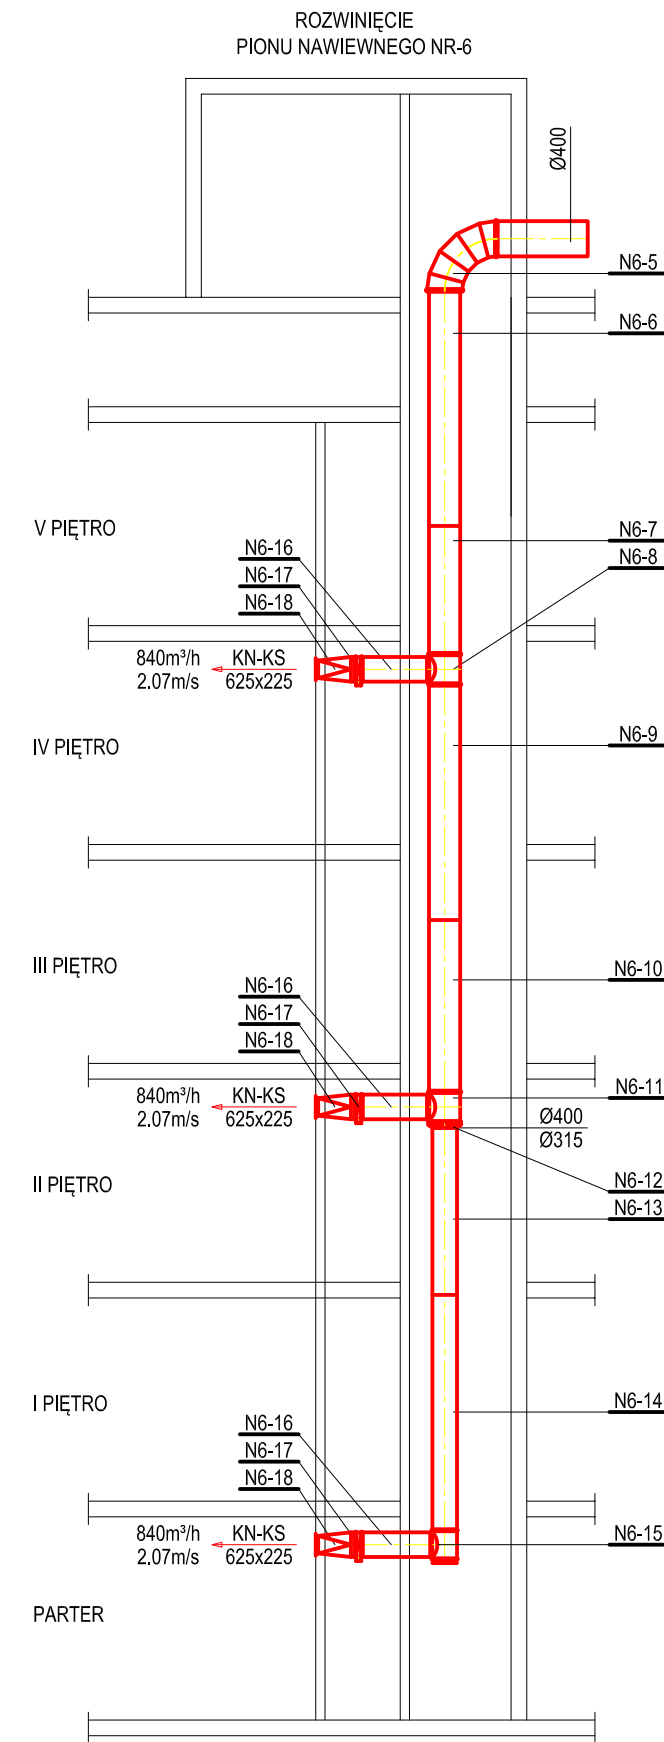 ROZWINIĘCIE
PIONU NAWIEWNEGO NR-6
Ø400
N6-5
N6-6
V PIĘTRO
N6-7
N6-16
N6-8
N6-17
N6-18
840m³/h KN-KS
2.07m/s 625x225
N6-9
IV PIĘTRO
III PIĘTRO
N6-10
N6-16
N6-17
N6-18
N6-11
840m³/h KN-KS
2.07m/s 625x225
Ø400
Ø315
N6-12
II PIĘTRO
N6-13
I PIĘTRO
N6-14
N6-16
N6-17
N6-18
840m³/h KN-KS
2.07m/s 625x225
N6-15
PARTER